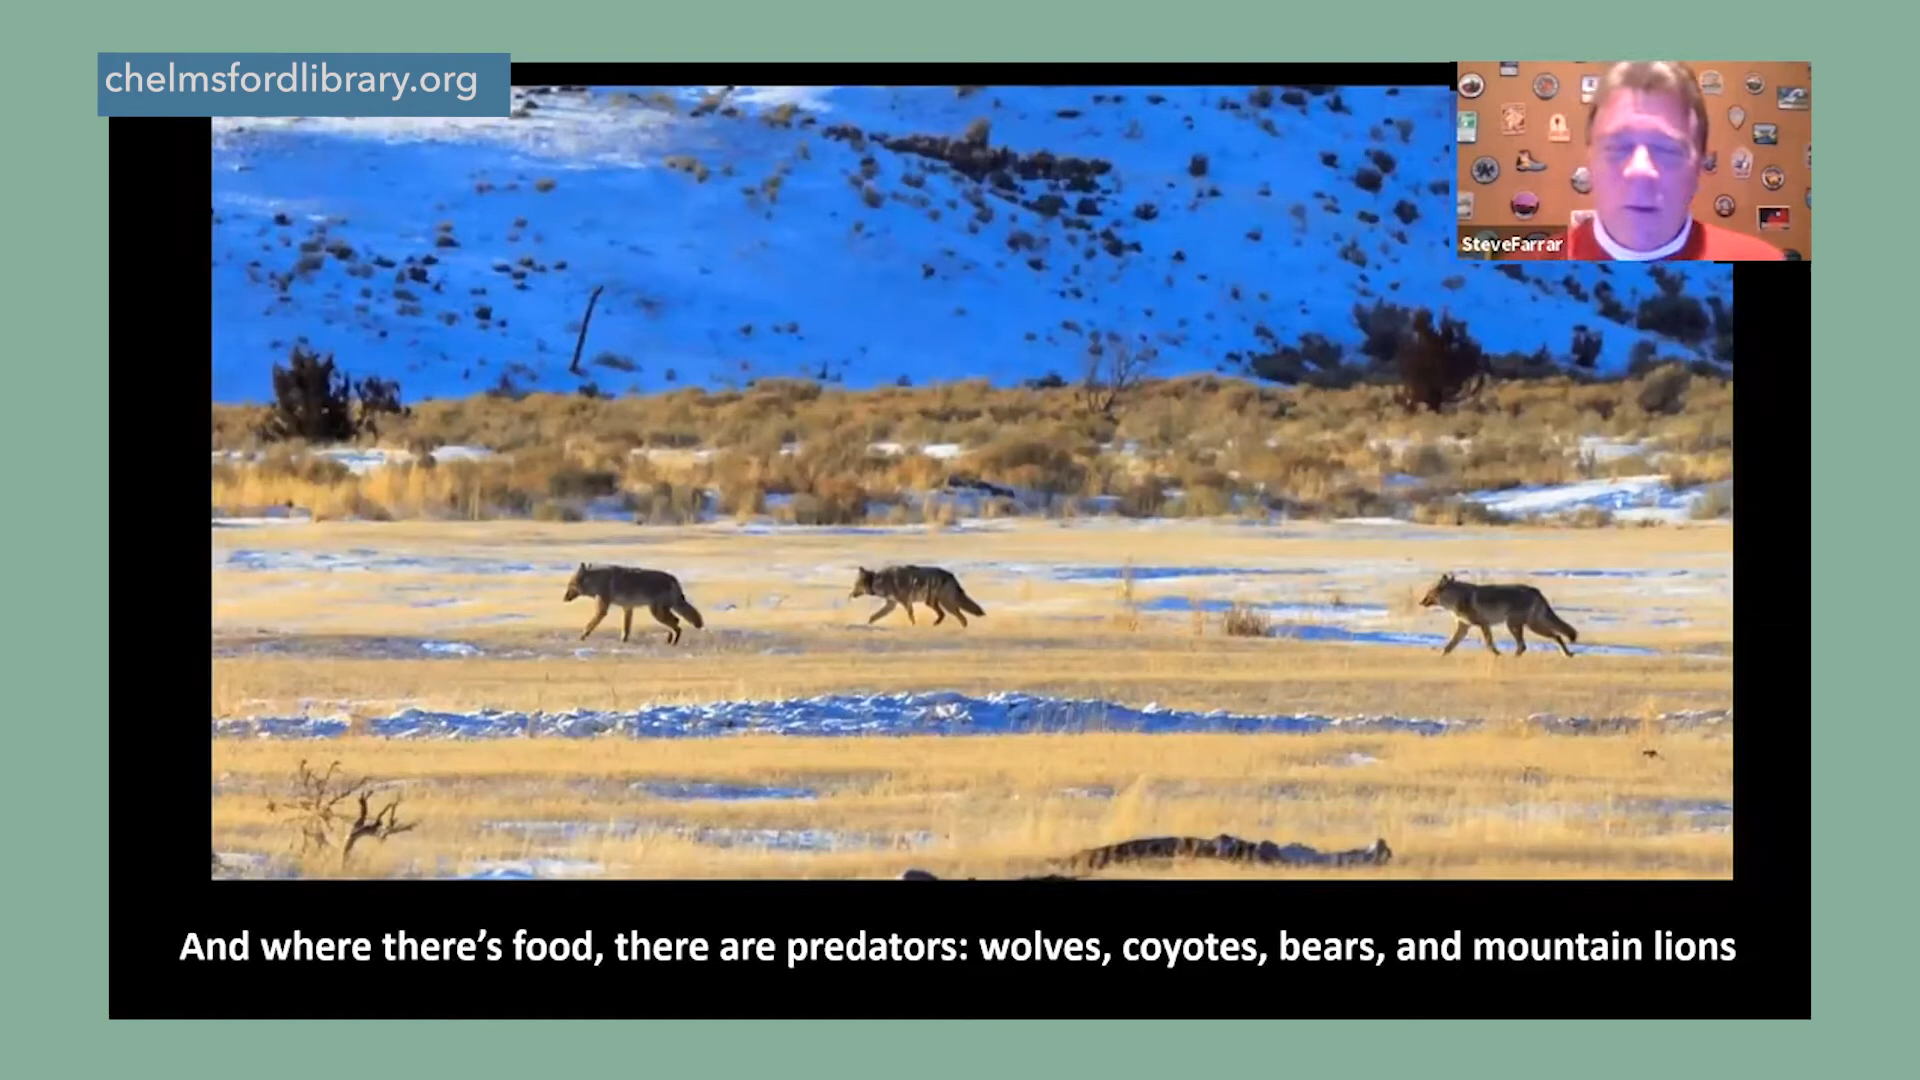 chelmsfordlibrary.org
SteveFarrar
And where there's food, there are predators: wolves, coyotes, bears, and mountain lions